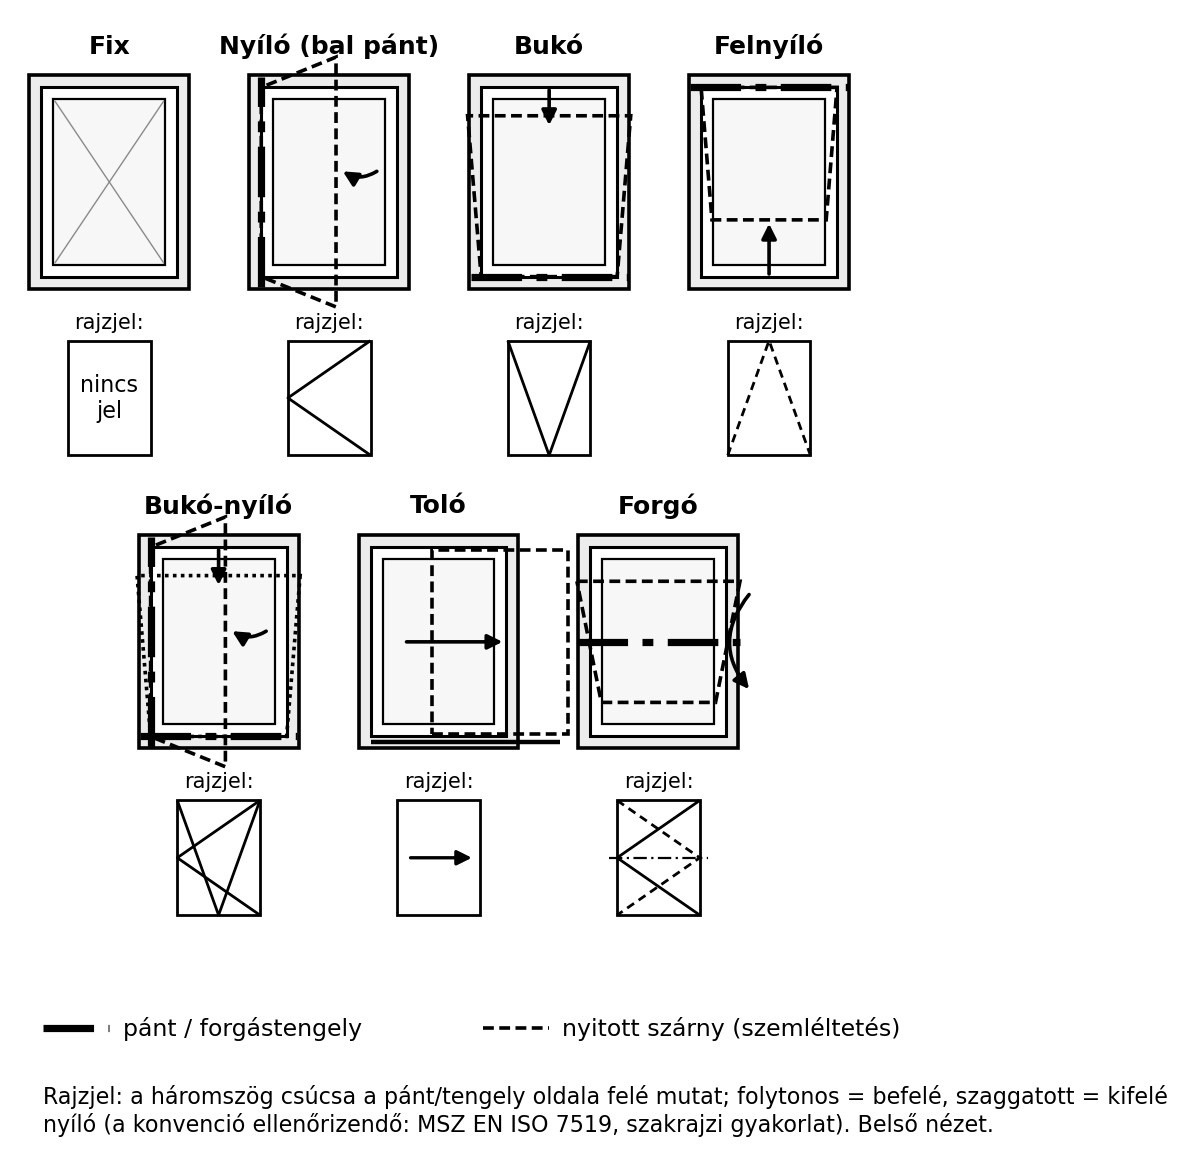 Fix
Nyíló (bal pánt)
Bukó
Felnyíló
rajzjel:
rajzjel:
rajzjel:
rajzjel:
nincs
jel
Bukó-nyíló
Toló
Forgó
rajzjel:
rajzjel:
rajzjel:
pánt / forgástengely
nyitott szárny (szemléltetés)
Rajzjel: a háromszög csúcsa a pánt/tengely oldala felé mutat; folytonos = befelé, szaggatott = kifelé
nyíló (a konvenció ellenőrizendő: MSZ EN ISO 7519, szakrajzi gyakorlat). Belső nézet.